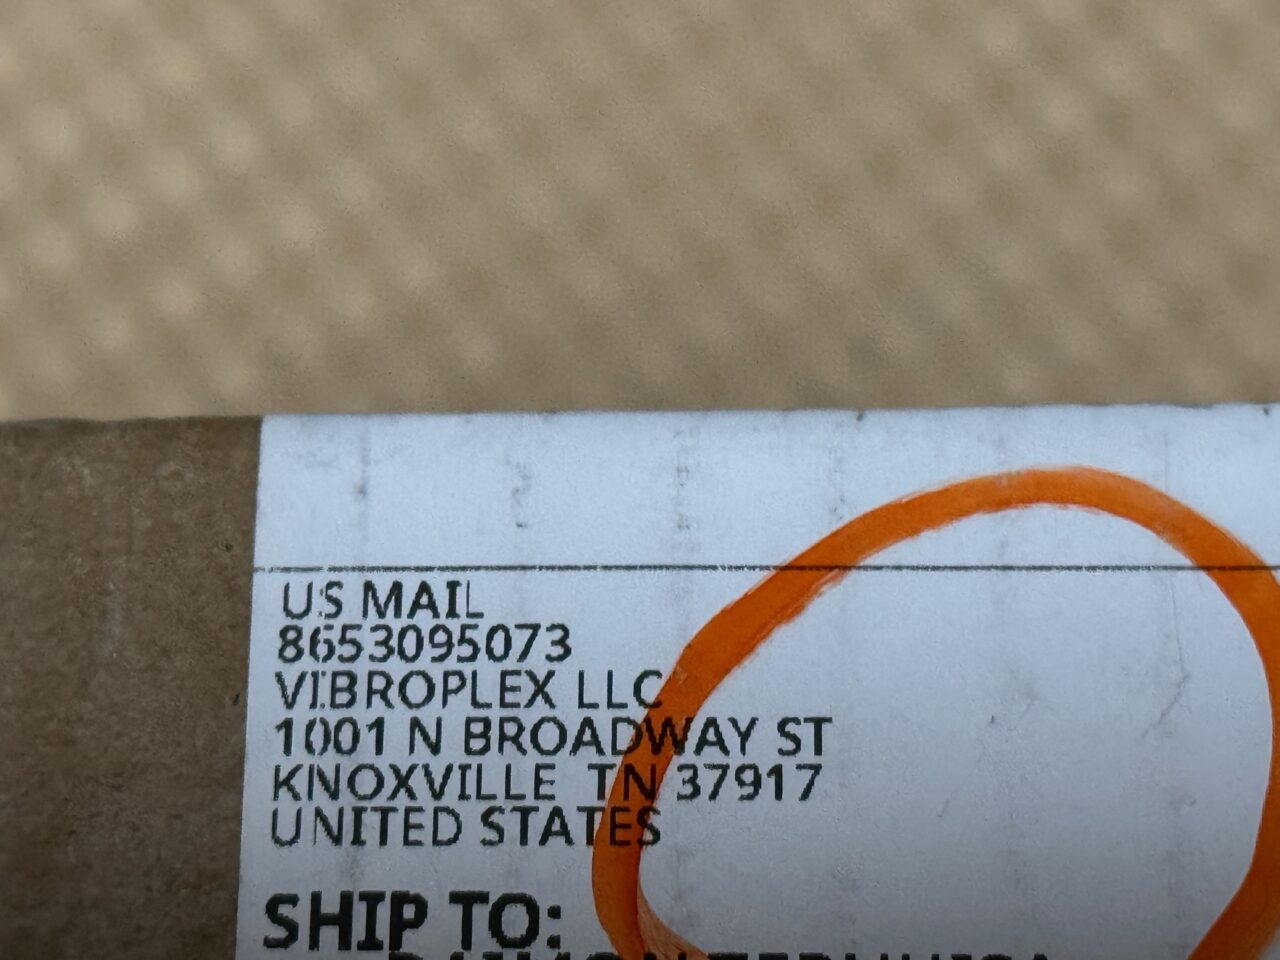 US MAIL
8653095073
VIBROPLEX LLC
1001 N BROADWAY ST
KNOXVILLE TN 37917
UNITED STATES
SHIP TO: